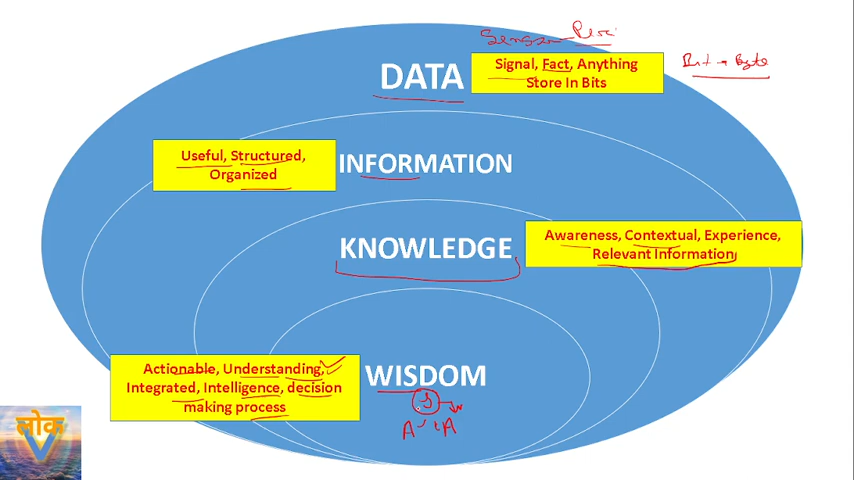 DATA
Signal, Fact, Anything
Store In Bits
Bit → Byte
Useful, Structured,
Organized
INFORMATION
KNOWLEDGE
Awareness, Contextual, Experience,
Relevant Information
Actionable, Understanding,
Integrated, Intelligence, decision
making process
WISDOM
लोक